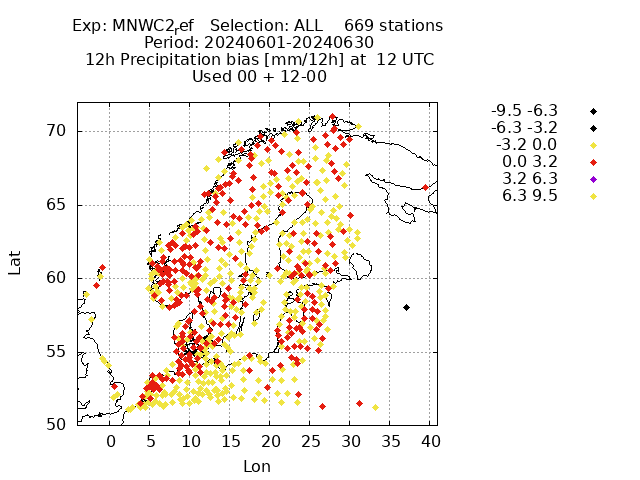 Exp: MNWC2ref   Selection: ALL    669 stations
Period: 20240601-20240630
12h Precipitation bias [mm/12h] at  12 UTC
Used 00 + 12-00
-9.5 -6.3
-6.3 -3.2
-3.2 0.0
0.0 3.2
3.2 6.3
6.3 9.5
70
65
60
55
50
Lat
0 5 10 15 20 25 30 35 40
Lon